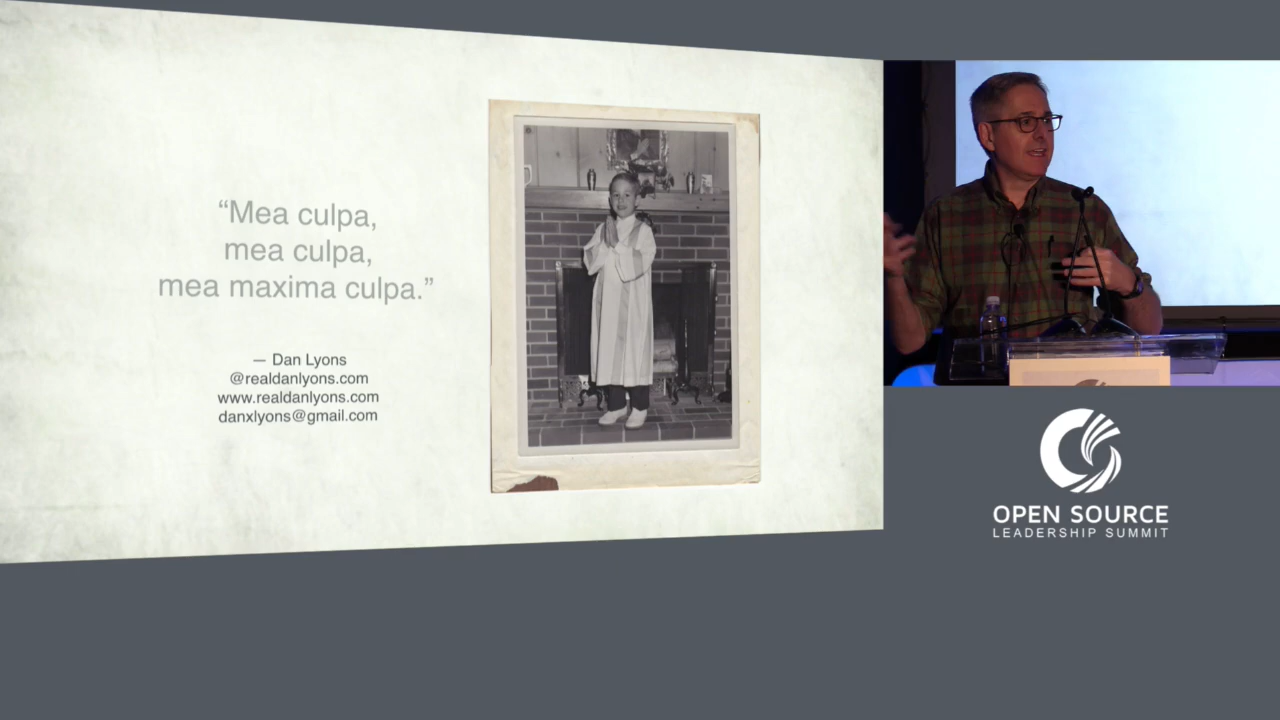 “Mea culpa,
mea culpa,
mea maxima culpa.”
— Dan Lyons
@realdanlyons.com
www.realdanlyons.com
danxlyons@gmail.com
OPEN SOURCE
LEADERSHIP SUMMIT